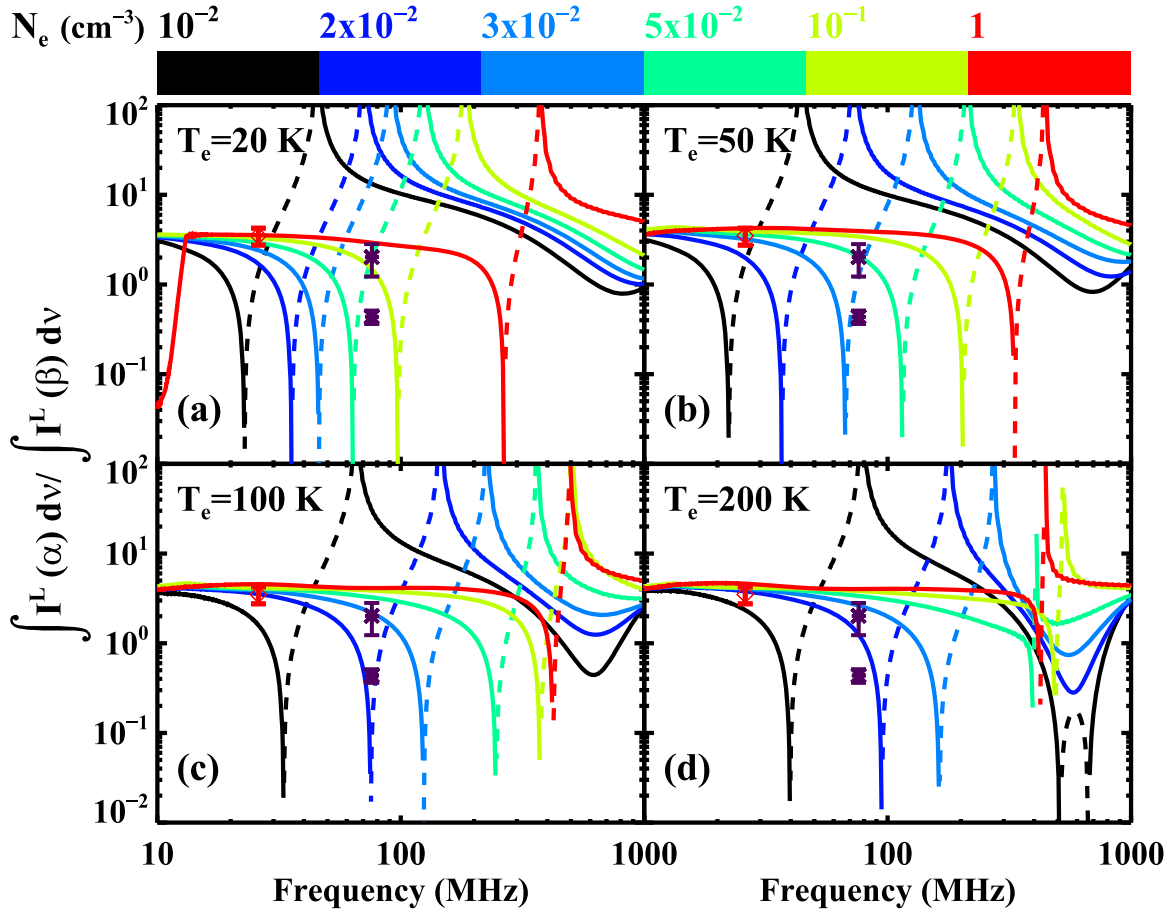 Nₑ (cm⁻³) 10⁻² 2x10⁻² 3x10⁻² 5x10⁻² 10⁻¹ 1
∫ Iᴸ (α) dν/ ∫ Iᴸ (β) dν
10²
10¹
10⁰
10⁻¹
Tₑ=20 K
(a)
Tₑ=50 K
(b)
10²
10¹
10⁰
10⁻¹
10⁻²
Tₑ=100 K
(c)
Tₑ=200 K
(d)
10 100 1000 100 1000
Frequency (MHz) Frequency (MHz)